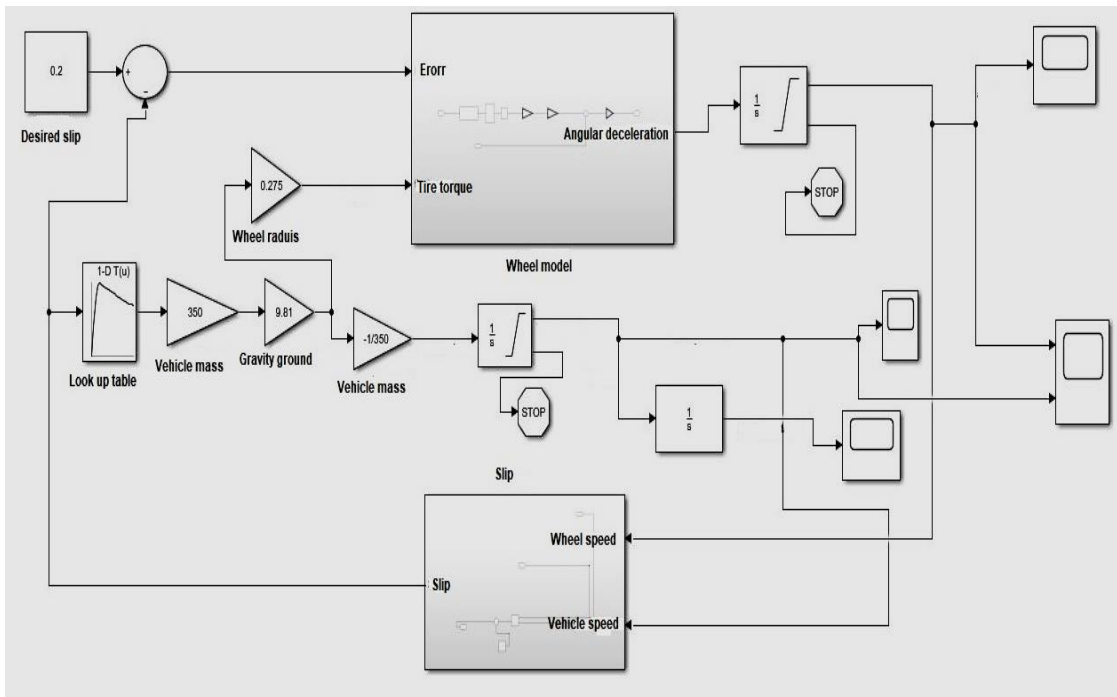 0.2
+
−
Desired slip
Erorr
Angular deceleration
Tire torque
Wheel model
1
s
STOP
0.275
Wheel raduis
1-D T(u)
Look up table
350
Vehicle mass
9.81
Gravity ground
-1/350
Vehicle mass
1
s
STOP
1
s
Slip
Wheel speed
Slip
Vehicle speed